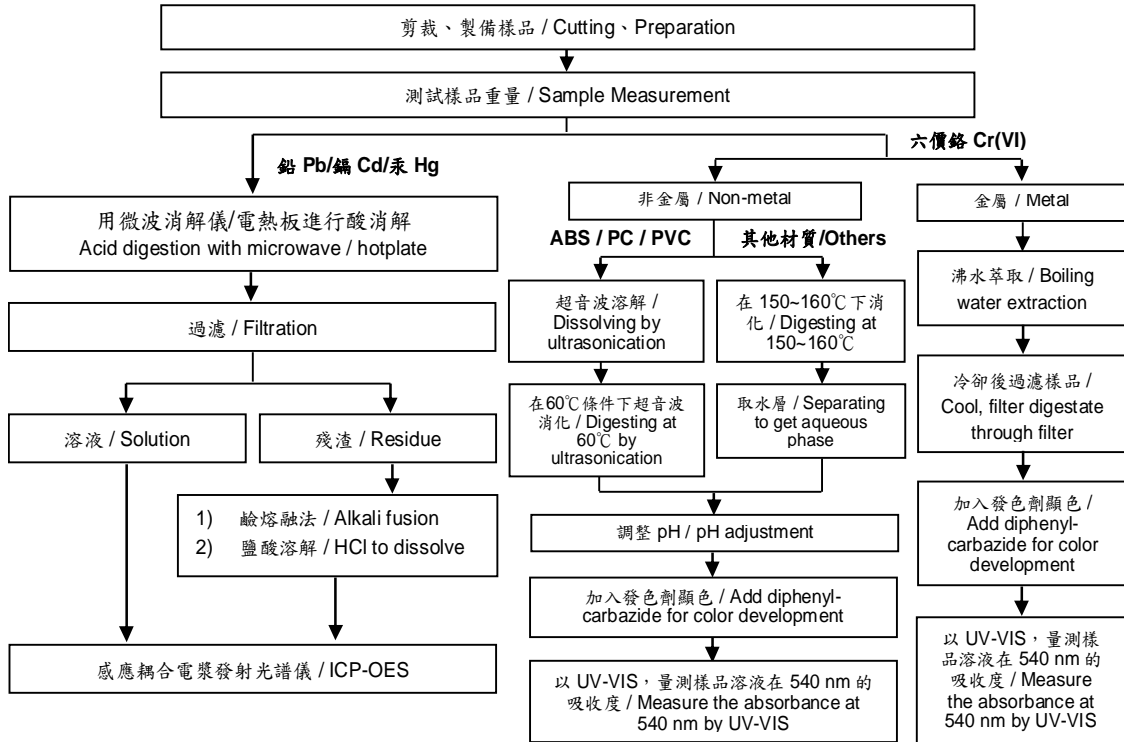 剪裁、製備樣品 / Cutting、Preparation
測試樣品重量 / Sample Measurement
鉛 Pb/鎘 Cd/汞 Hg
六價鉻 Cr(VI)
用微波消解儀/電熱板進行酸消解
Acid digestion with microwave / hotplate
過濾 / Filtration
溶液 / Solution
殘渣 / Residue
1) 鹼熔融法 / Alkali fusion
2) 鹽酸溶解 / HCl to dissolve
感應耦合電漿發射光譜儀 / ICP-OES
非金屬 / Non-metal
ABS / PC / PVC
其他材質/Others
超音波溶解 /
Dissolving by
ultrasonication
在 150~160℃下消
化 / Digesting at
150~160℃
在60℃條件下超音波
消化 / Digesting at
60℃ by
ultrasonication
取水層 / Separating
to get aqueous
phase
調整 pH / pH adjustment
加入發色劑顯色 / Add diphenyl-
carbazide for color development
以 UV-VIS，量測樣品溶液在 540 nm 的
吸收度 / Measure the absorbance at
540 nm by UV-VIS
金屬 / Metal
沸水萃取 / Boiling
water extraction
冷卻後過濾樣品 /
Cool, filter digestate
through filter
加入發色劑顯色 /
Add diphenyl-
carbazide for color
development
以 UV-VIS，量測樣
品溶液在 540 nm 的
吸收度 / Measure
the absorbance at
540 nm by UV-VIS